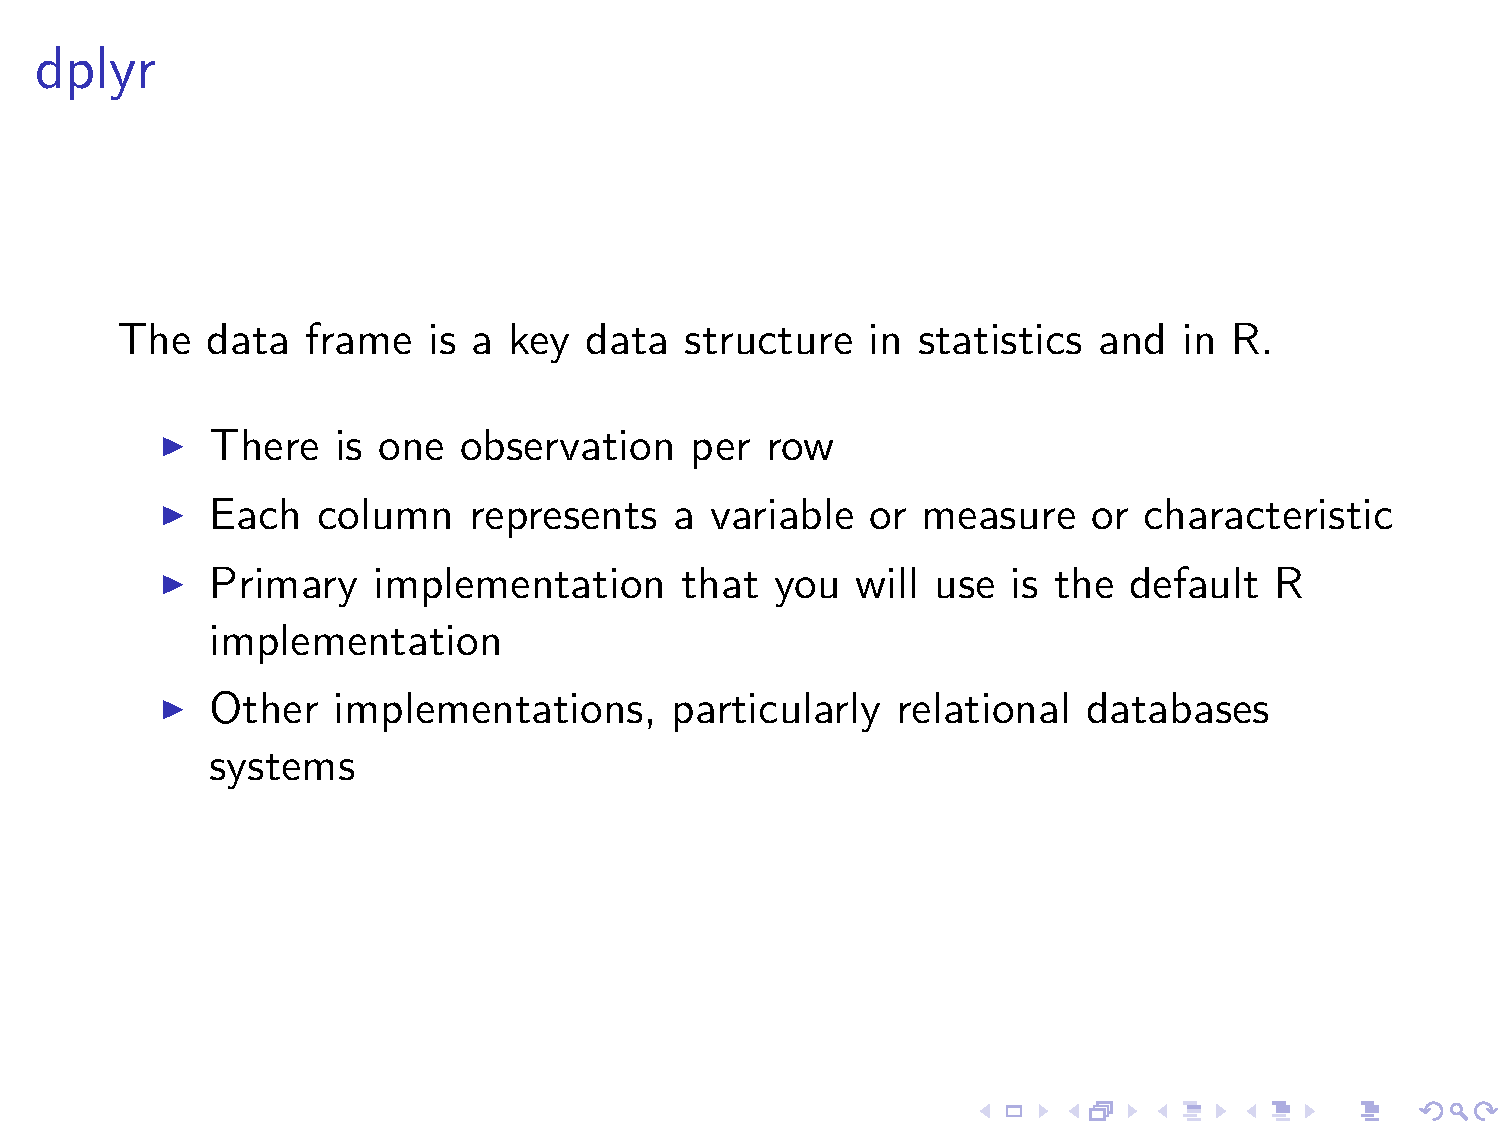 dplyr
The data frame is a key data structure in statistics and in R.
There is one observation per row
Each column represents a variable or measure or characteristic
Primary implementation that you will use is the default R
implementation
Other implementations, particularly relational databases
systems